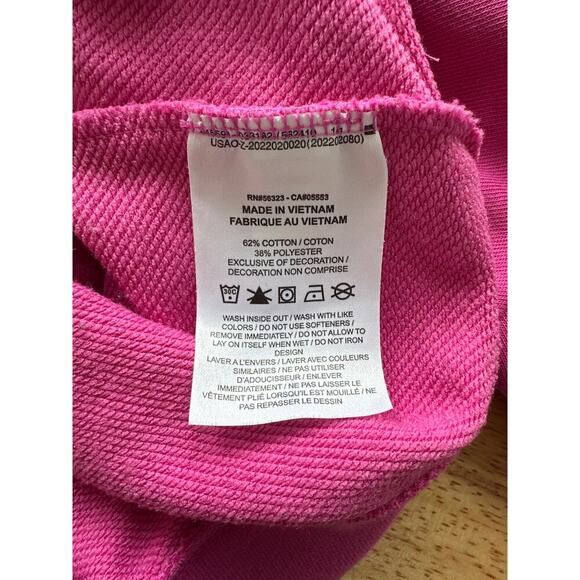 USAO-Z-2022020020(202202080)
RN#56323 - CA#05553
MADE IN VIETNAM
FABRIQUE AU VIETNAM
62% COTTON / COTON
38% POLYESTER
EXCLUSIVE OF DECORATION /
DECORATION NON COMPRISE
30C
WASH INSIDE OUT / WASH WITH LIKE
COLORS / DO NOT USE SOFTENERS /
REMOVE IMMEDIATELY / DO NOT ALLOW TO
LAY ON ITSELF WHEN WET / DO NOT IRON
DESIGN
LAVER A L'ENVERS / LAVER AVEC COULEURS
SIMILAIRES / NE PAS UTILISER
D'ADOUCISSEUR / ENLEVER
IMMEDIATEMENT / NE PAS LAISSER LE
VÊTEMENT PLIÉ LORSQU'IL EST MOUILLÉ / NE
PAS REPASSER LE DESSIN